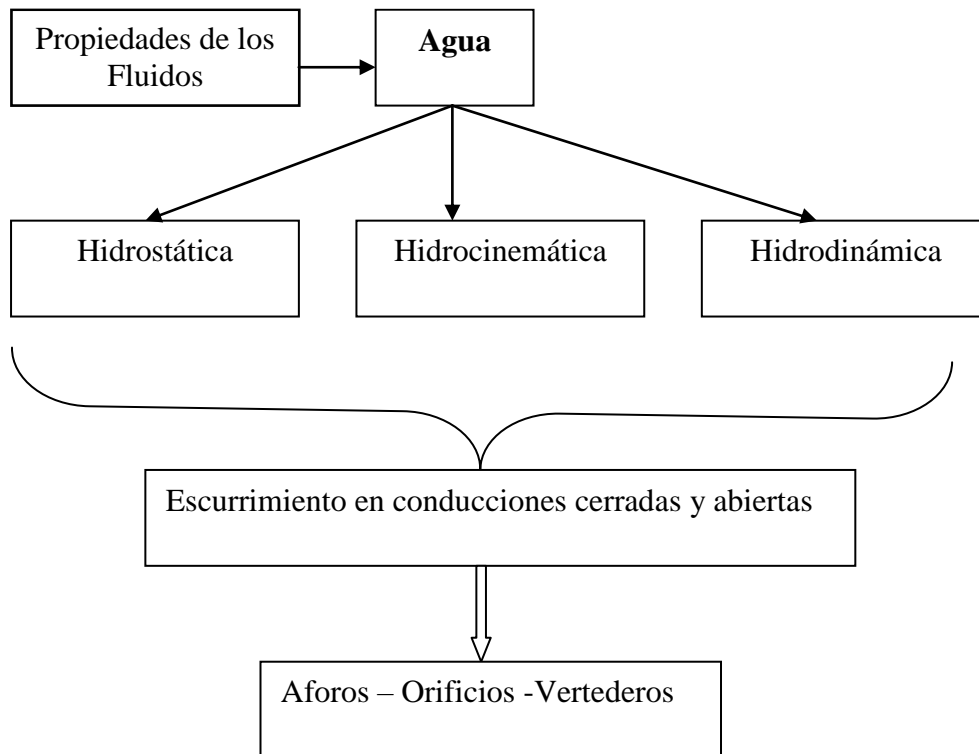 Propiedades de los
Fluidos
Agua
Hidrostática
Hidrocinemática
Hidrodinámica
Escurrimiento en conducciones cerradas y abiertas
Aforos – Orificios -Vertederos